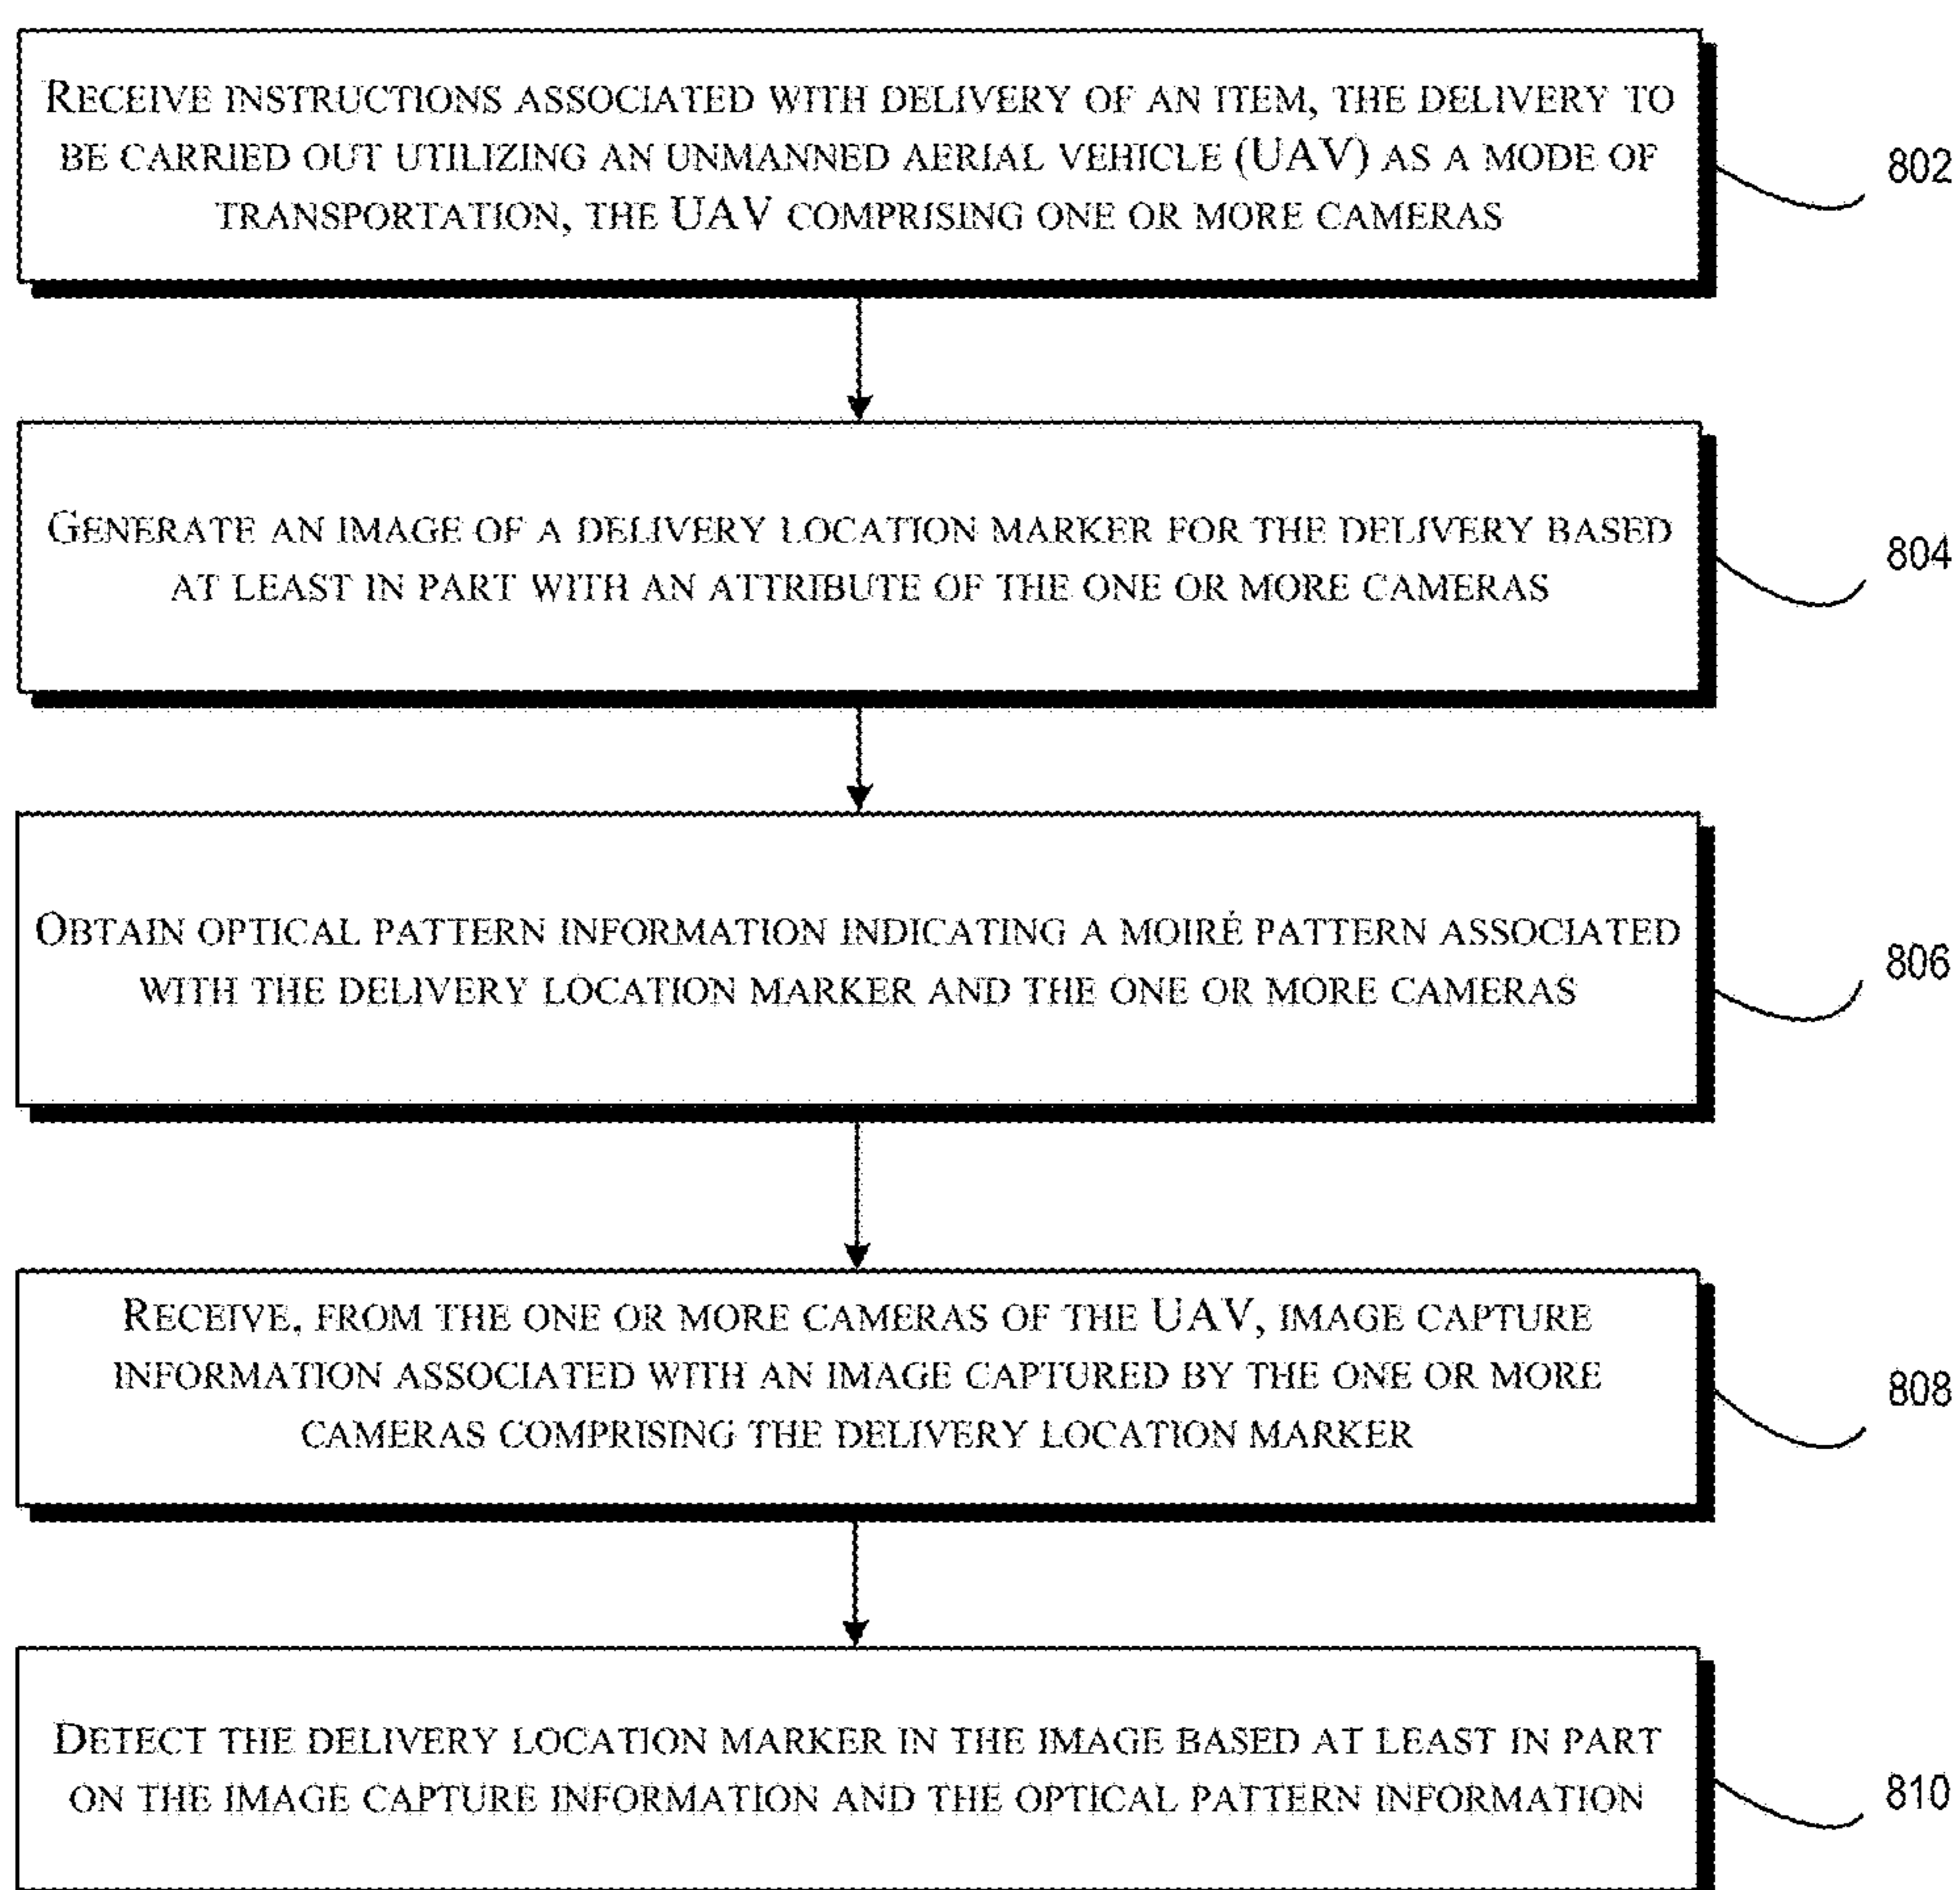 RECEIVE INSTRUCTIONS ASSOCIATED WITH DELIVERY OF AN ITEM, THE DELIVERY TO
BE CARRIED OUT UTILIZING AN UNMANNED AERIAL VEHICLE (UAV) AS A MODE OF
TRANSPORTATION, THE UAV COMPRISING ONE OR MORE CAMERAS
802
GENERATE AN IMAGE OF A DELIVERY LOCATION MARKER FOR THE DELIVERY BASED
AT LEAST IN PART WITH AN ATTRIBUTE OF THE ONE OR MORE CAMERAS
804
OBTAIN OPTICAL PATTERN INFORMATION INDICATING A MOIRÉ PATTERN ASSOCIATED
WITH THE DELIVERY LOCATION MARKER AND THE ONE OR MORE CAMERAS
806
RECEIVE, FROM THE ONE OR MORE CAMERAS OF THE UAV, IMAGE CAPTURE
INFORMATION ASSOCIATED WITH AN IMAGE CAPTURED BY THE ONE OR MORE
CAMERAS COMPRISING THE DELIVERY LOCATION MARKER
808
DETECT THE DELIVERY LOCATION MARKER IN THE IMAGE BASED AT LEAST IN PART
ON THE IMAGE CAPTURE INFORMATION AND THE OPTICAL PATTERN INFORMATION
810